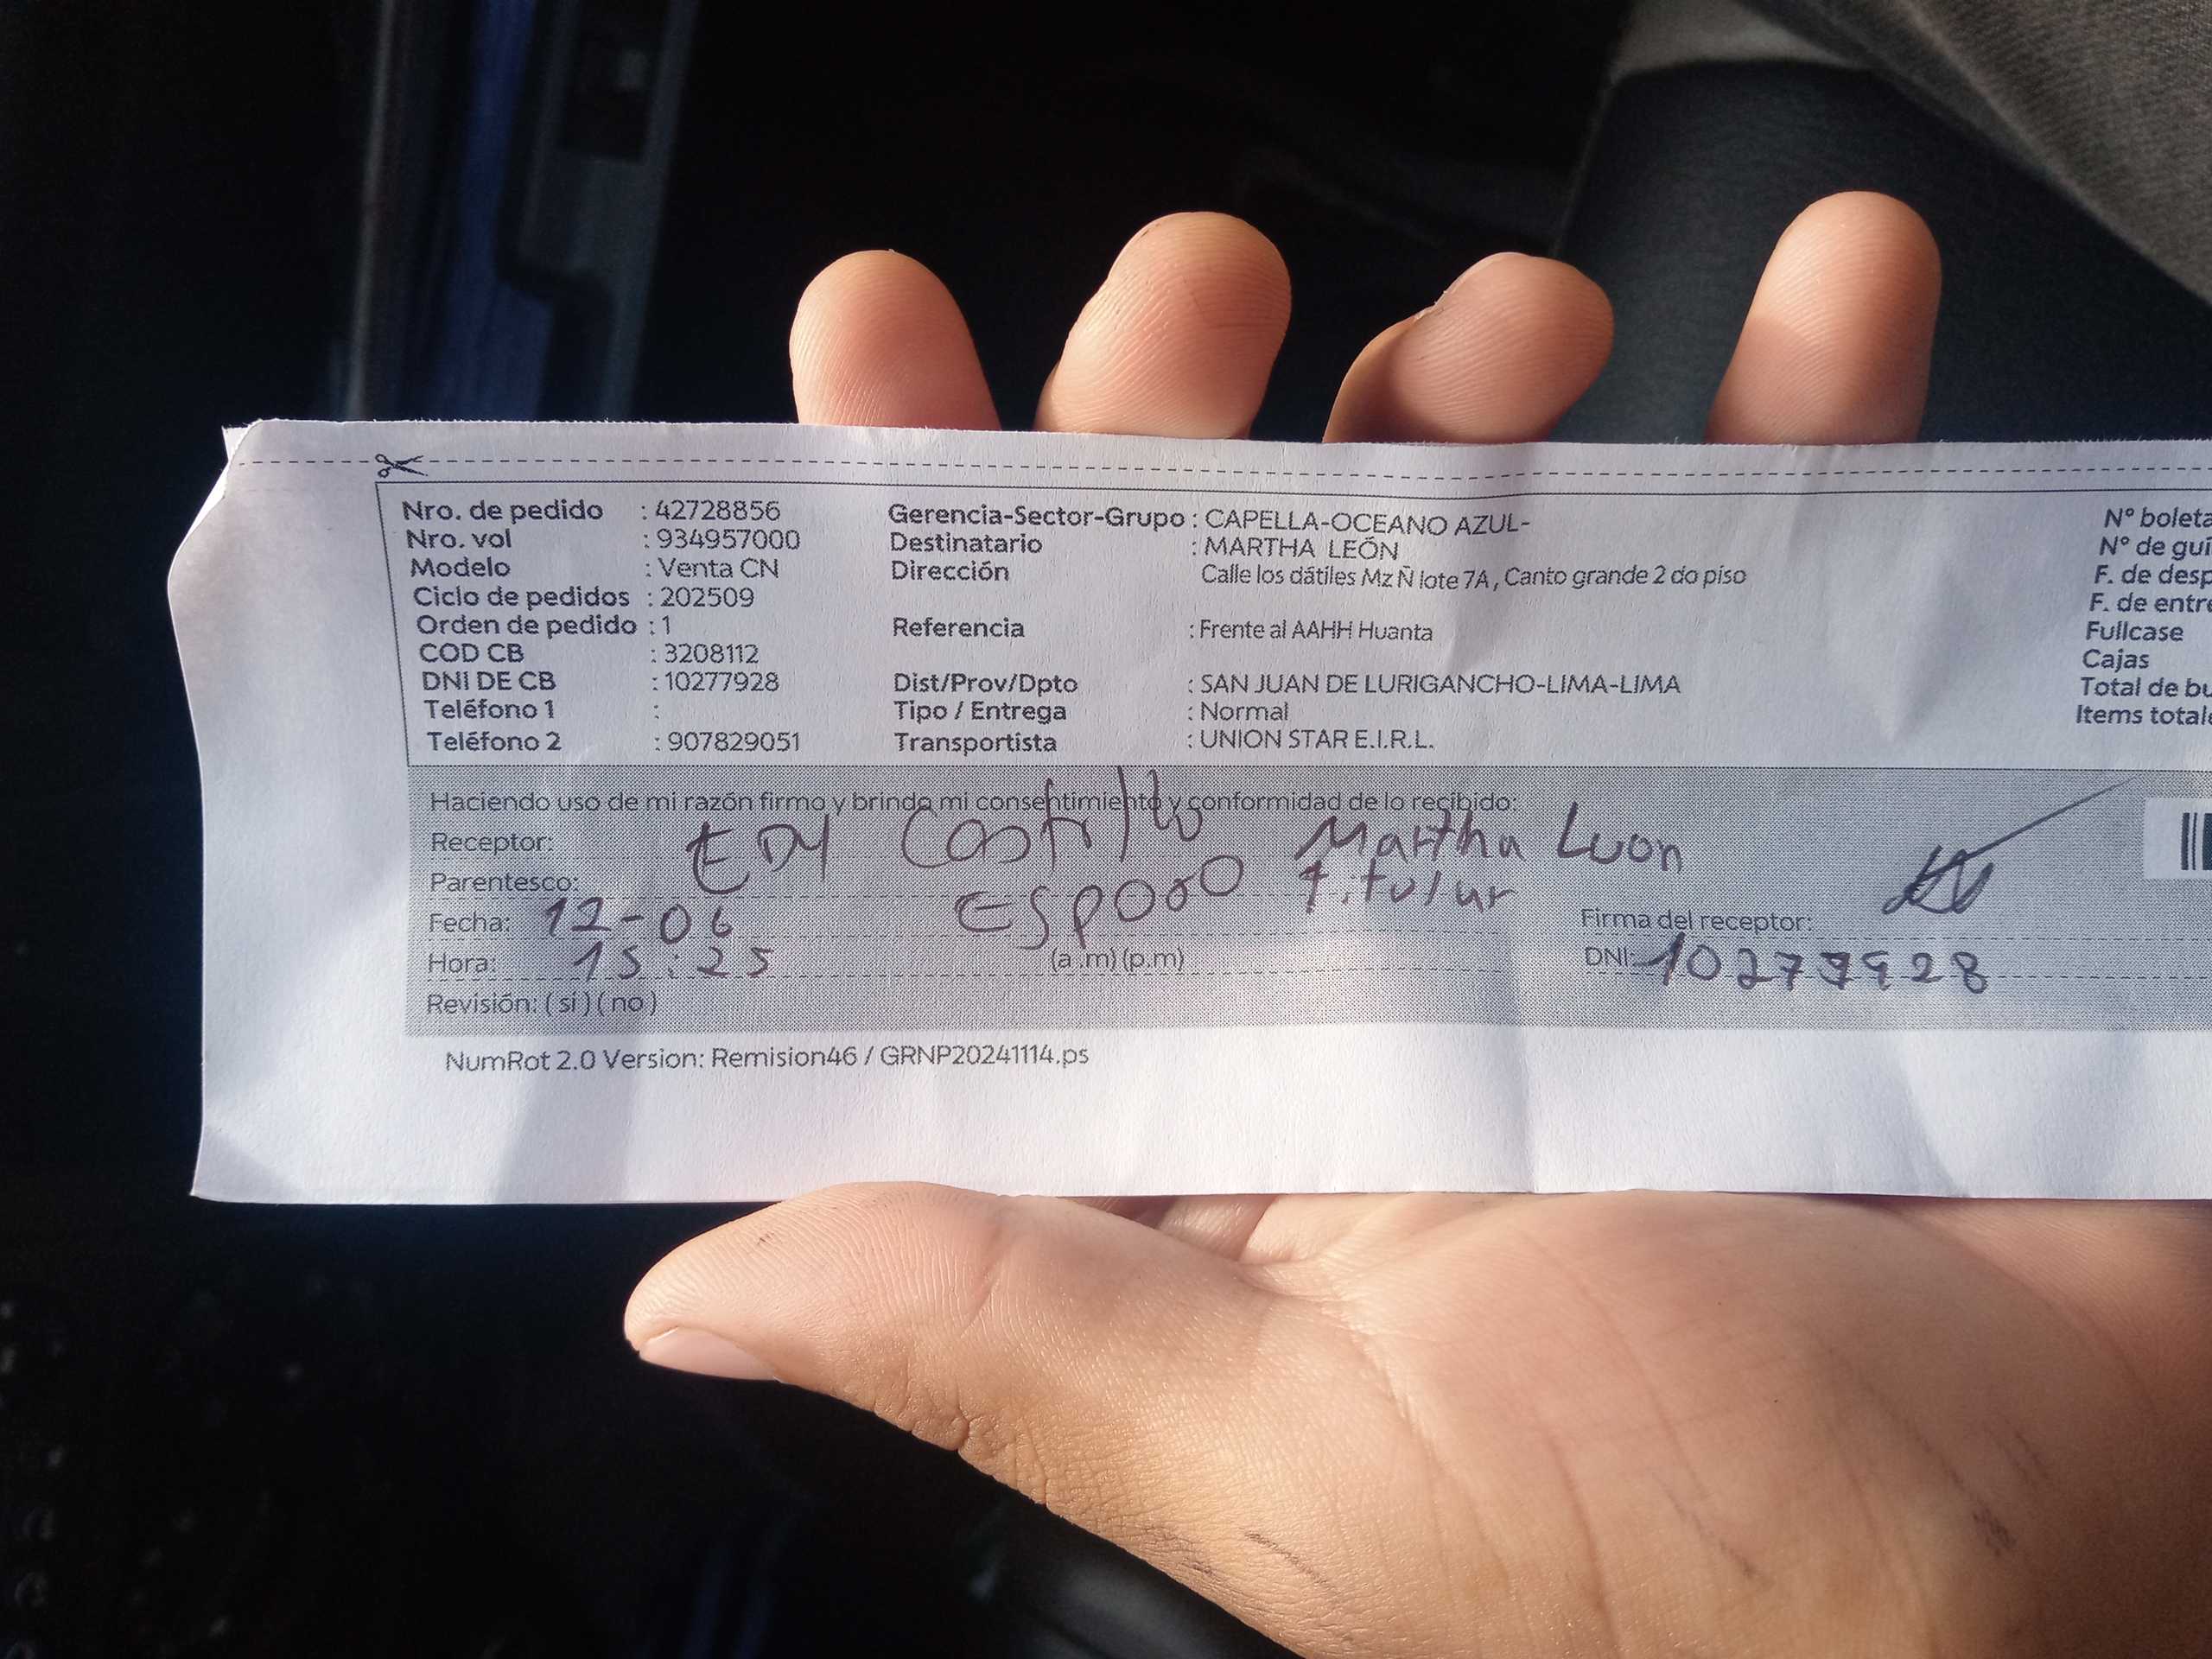 Nro. de pedido : 42728856
Nro. vol : 934957000
Modelo : Venta CN
Ciclo de pedidos : 202509
Orden de pedido : 1
COD CB : 3208112
DNI DE CB : 10277928
Teléfono 1 :
Teléfono 2 : 907829051
Gerencia-Sector-Grupo : CAPELLA-OCEANO AZUL-
Destinatario : MARTHA LEÓN
Dirección Calle los dátiles Mz Ñ lote 7A, Canto grande 2 do piso
Referencia : Frente al AAHH Huanta
Dist/Prov/Dpto : SAN JUAN DE LURIGANCHO-LIMA-LIMA
Tipo / Entrega : Normal
Transportista : UNION STAR E.I.R.L.
Nº boleta
Nº de guí
F. de desp
F. de entre
Fullcase
Cajas
Total de bu
Items totale
Haciendo uso de mi razón firmo y brindo mi consentimiento y conformidad de lo recibido:
Receptor: EDY Castillo Martha Luon
Parentesco: ESPOSO titular
Fecha: 12-06
Hora: 15:25 (a.m) (p.m)
Revisión: ( si ) ( no )
Firma del receptor:
DNI: 10277928
NumRot 2.0 Version: Remision46 / GRNP20241114.ps